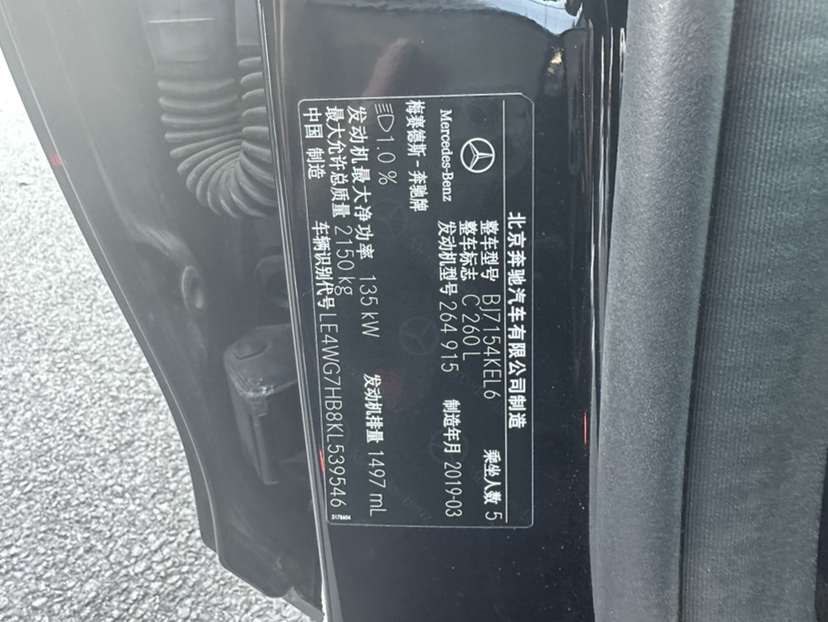 北京奔驰汽车有限公司制造
Mercedes-Benz
梅赛德斯-奔驰牌
整车型号 BJ7154KEL6 乘坐人数 5
整车标志 C 260 L
发动机型号 264 915 制造年月 2019-03
1.0 %
发动机最大净功率 135 kW 发动机排量 1497 mL
最大允许总质量 2150 kg
中国 制造 车辆识别代号 LE4WG7HB8KL539546